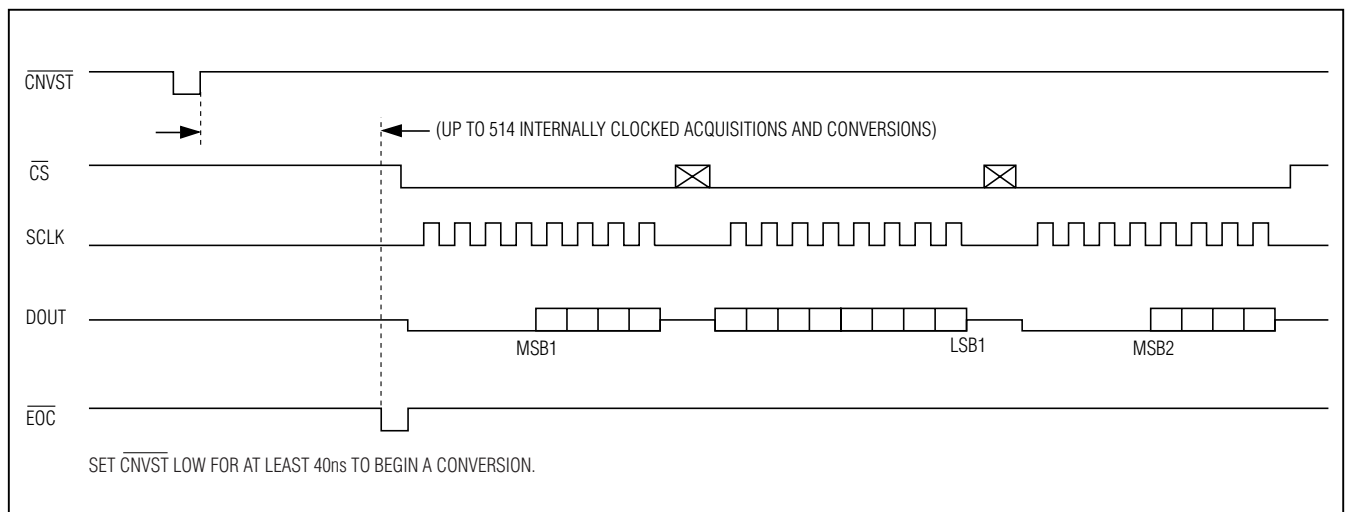 CNVST
(UP TO 514 INTERNALLY CLOCKED ACQUISITIONS AND CONVERSIONS)
CS
SCLK
DOUT
MSB1
LSB1
MSB2
EOC
SET CNVST LOW FOR AT LEAST 40ns TO BEGIN A CONVERSION.